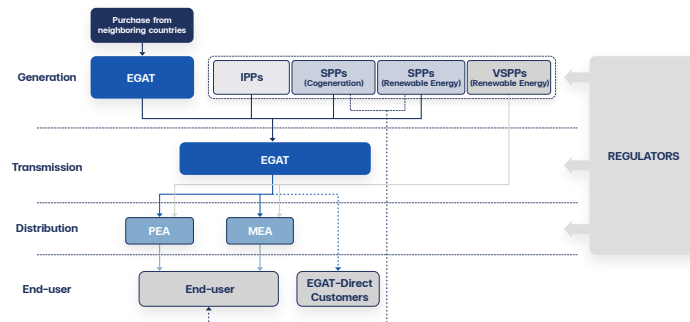 Purchase from
neighboring countries
Generation
EGAT
IPPs
SPPs
(Cogeneration)
SPPs
(Renewable Energy)
VSPPs
(Renewable Energy)
REGULATORS
Transmission
EGAT
Distribution
PEA
MEA
End-user
End-user
EGAT-Direct
Customers